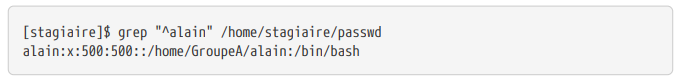 [stagiaire]$ grep "^alain" /home/stagiaire/passwd
alain:x:500:500::/home/GroupeA/alain:/bin/bash